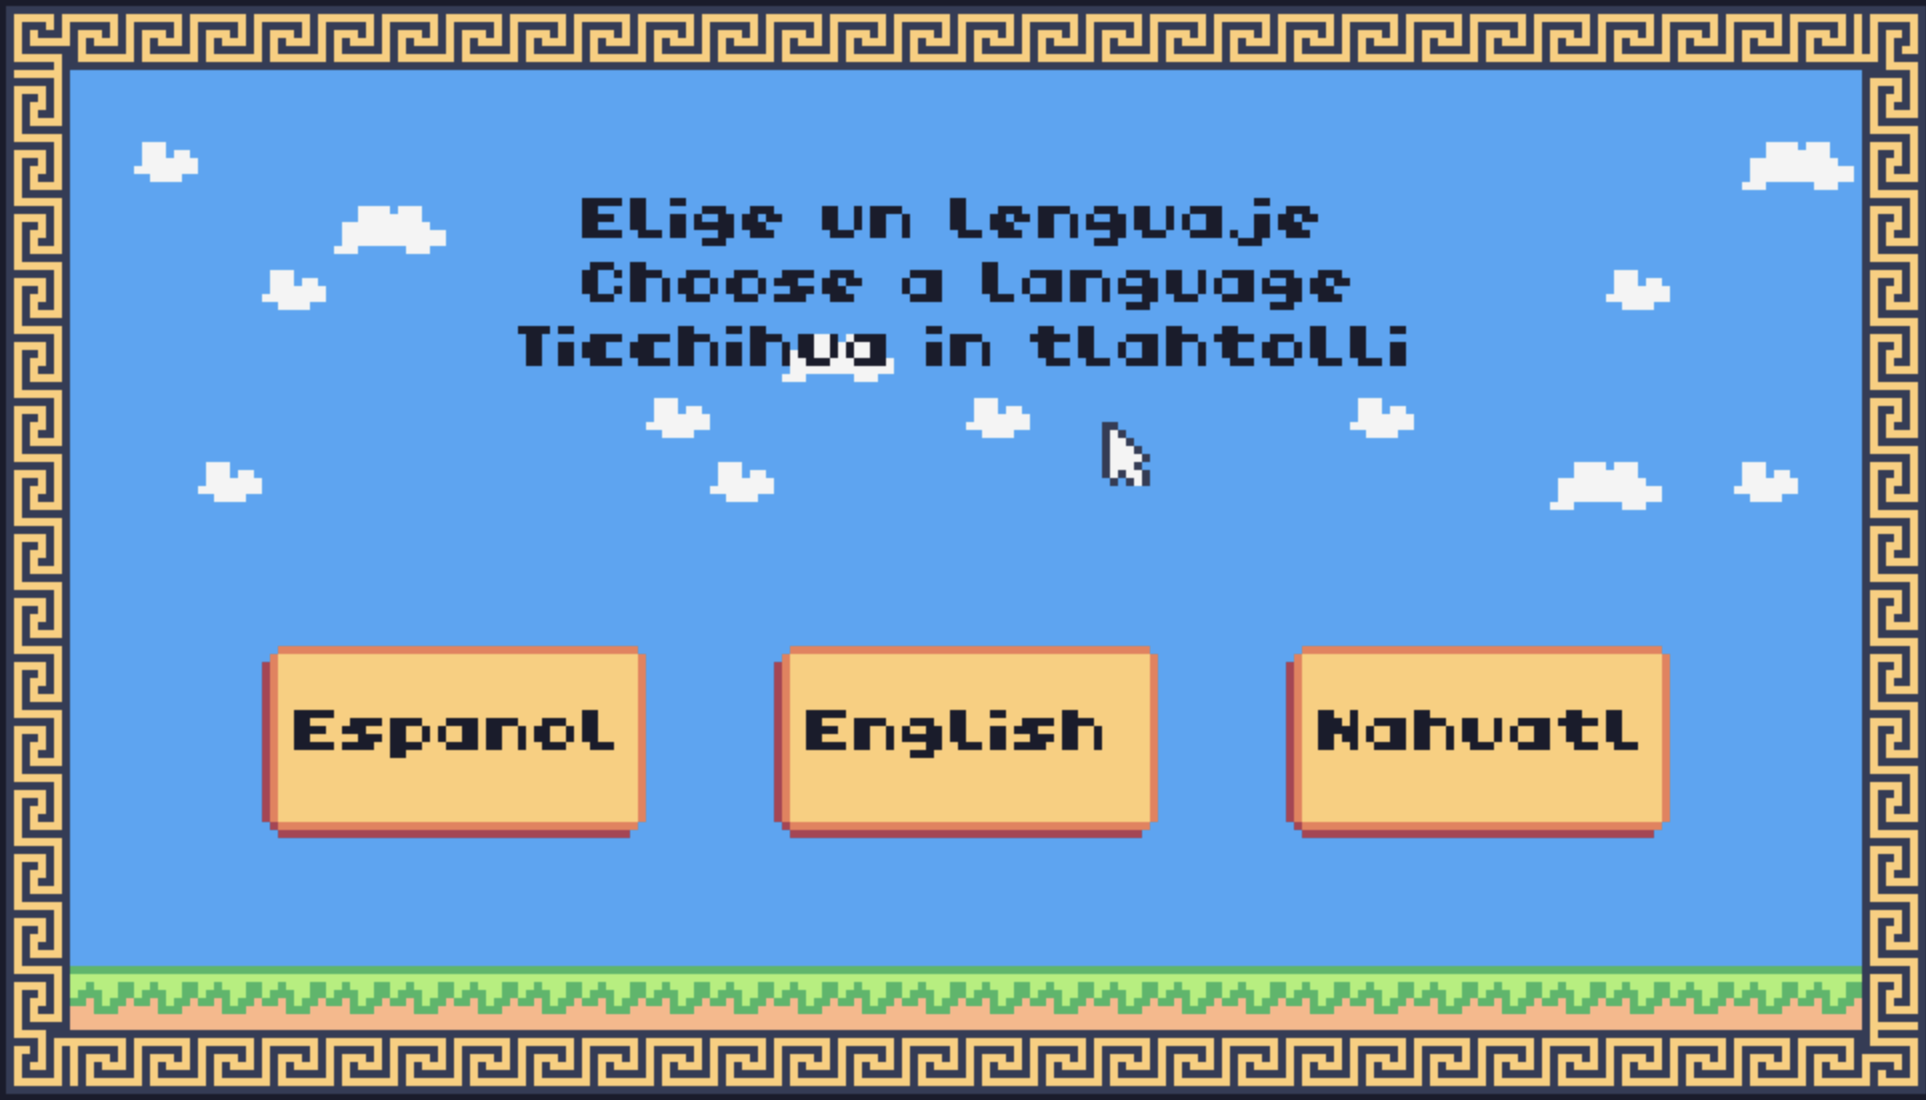 Elige un lenguaje
Choose a language
Ticchihua in tlahtolli
Espanol
English
Nahuatl